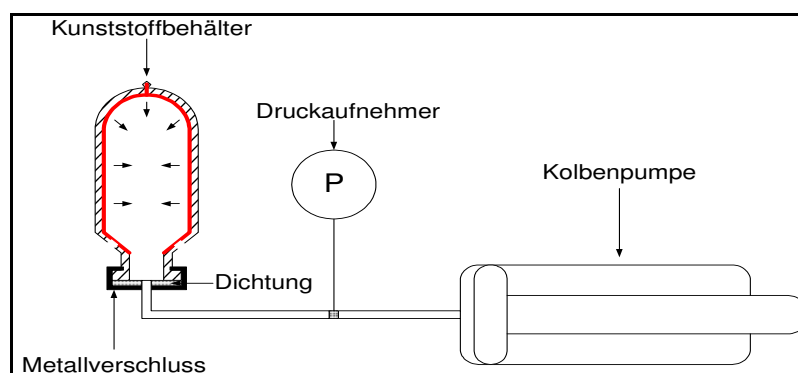 Kunststoffbehälter
Druckaufnehmer
P
Kolbenpumpe
Dichtung
Metallverschluss